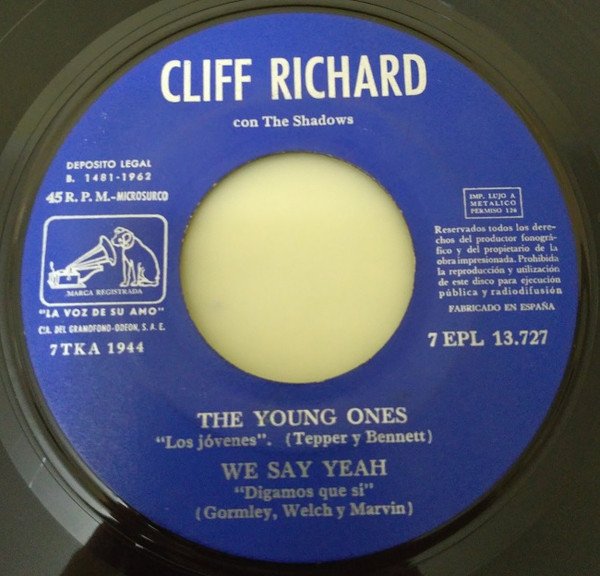 CLIFF RICHARD
con The Shadows
DEPOSITO LEGAL
B. 1481-1962
45 R. P. M.-MICROSURCO
MARCA REGISTRADA
"LA VOZ DE SU AMO"
CIA. DEL GRAMOFONO-ODEON, S. A. E.
7TKA 1944
IMP. LUJO A
METALICO
PERMISO 126
Reservados todos los dere-
chos del productor fonográ-
fico y del propietario de la
obra impresionada. Prohibida
la reproducción y utilización
de este disco para ejecución
pública y radiodifusión
FABRICADO EN ESPAÑA
7 EPL 13.727
THE YOUNG ONES
"Los jóvenes". (Tepper y Bennett)
WE SAY YEAH
"Digamos que sí"
(Gormley, Welch y Marvin)